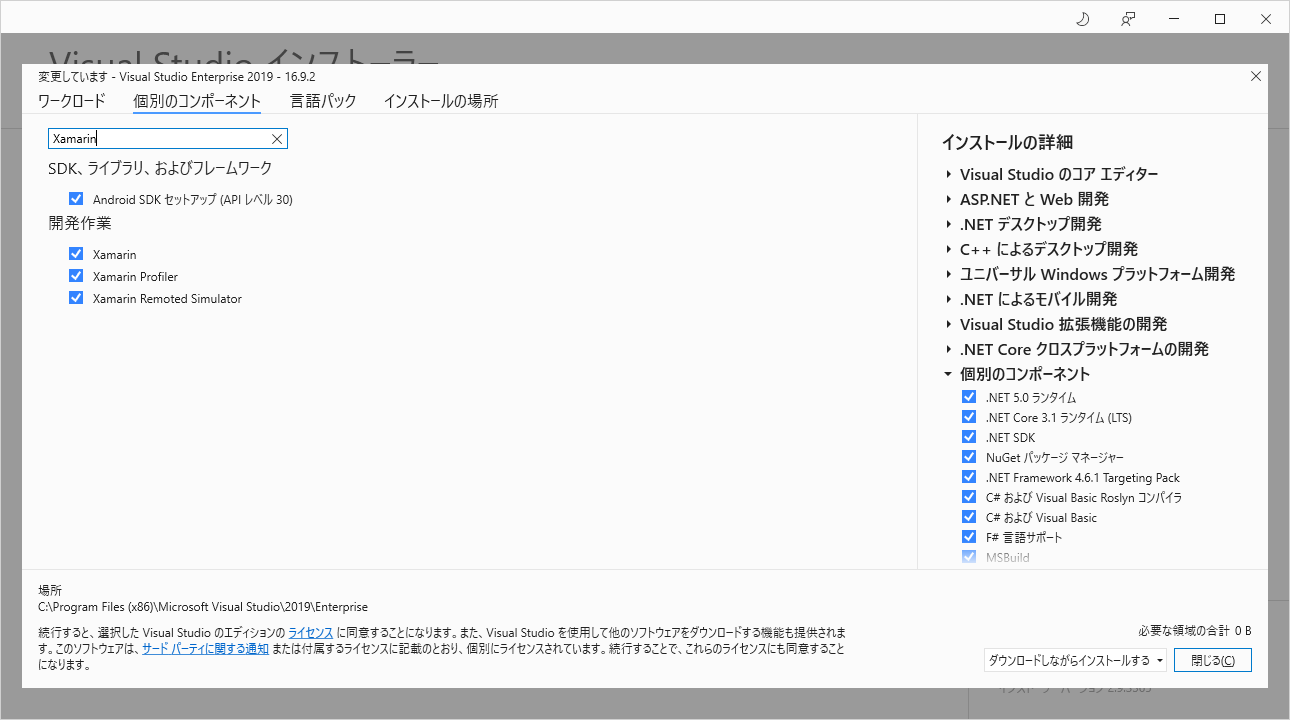 Visual Studio インストーラー
変更しています - Visual Studio Enterprise 2019 - 16.9.2
ワークロード 個別のコンポーネント 言語パック インストールの場所
Xamarin
SDK、ライブラリ、およびフレームワーク
Android SDK セットアップ (API レベル 30)
開発作業
Xamarin
Xamarin Profiler
Xamarin Remoted Simulator
インストールの詳細
Visual Studio のコア エディター
ASP.NET と Web 開発
.NET デスクトップ開発
C++ によるデスクトップ開発
ユニバーサル Windows プラットフォーム開発
.NET によるモバイル開発
Visual Studio 拡張機能の開発
.NET Core クロスプラットフォームの開発
個別のコンポーネント
.NET 5.0 ランタイム
.NET Core 3.1 ランタイム (LTS)
.NET SDK
NuGet パッケージ マネージャー
.NET Framework 4.6.1 Targeting Pack
C# および Visual Basic Roslyn コンパイラ
C# および Visual Basic
F# 言語サポート
MSBuild
場所
C:\Program Files (x86)\Microsoft Visual Studio\2019\Enterprise
続行すると、選択した Visual Studio のエディションの ライセンス に同意することになります。また、Visual Studio を使用して他のソフトウェアをダウンロードする機能も提供されま
す。このソフトウェアは、サード パーティに関する通知 または付属するライセンスに記載のとおり、個別にライセンスされています。続行することで、これらのライセンスにも同意すること
になります。
必要な領域の合計 0 B
ダウンロードしながらインストールする 閉じる(C)